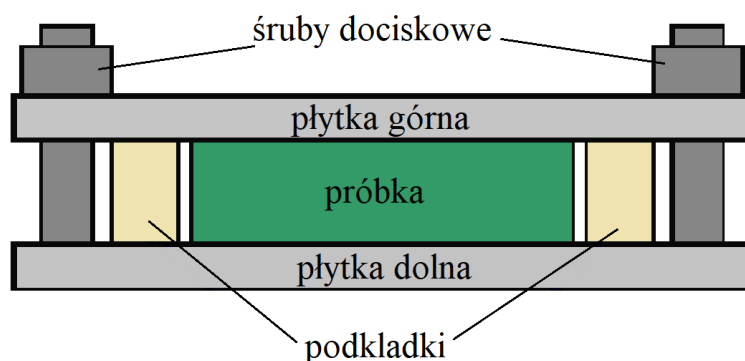 śruby dociskowe
płytka górna
próbka
płytka dolna
podkladki